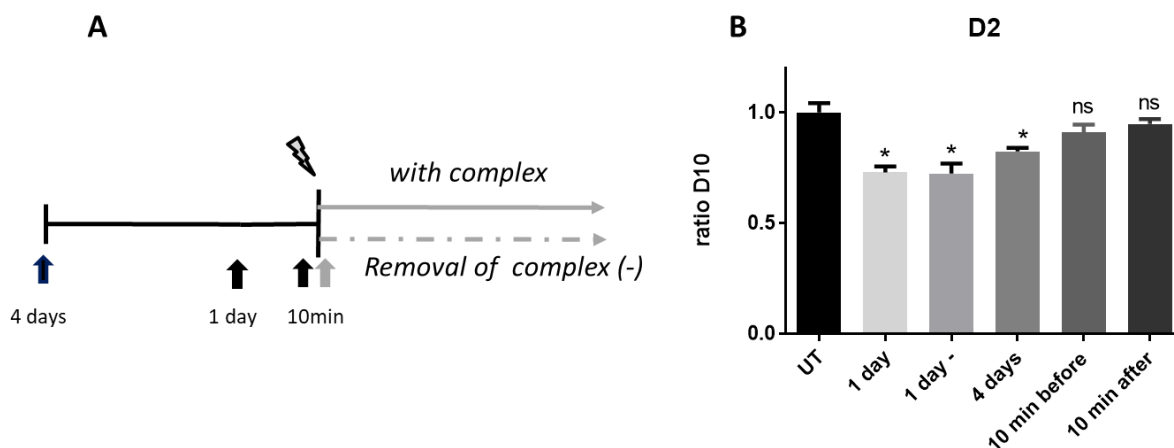 A
with complex
Removal of  complex (-)
4 days
1 day
10min
B
D2
ratio D10
1.0
0.5
0.0
*
*
*
ns
ns
UT
1 day
1 day -
4 days
10 min before
10 min after